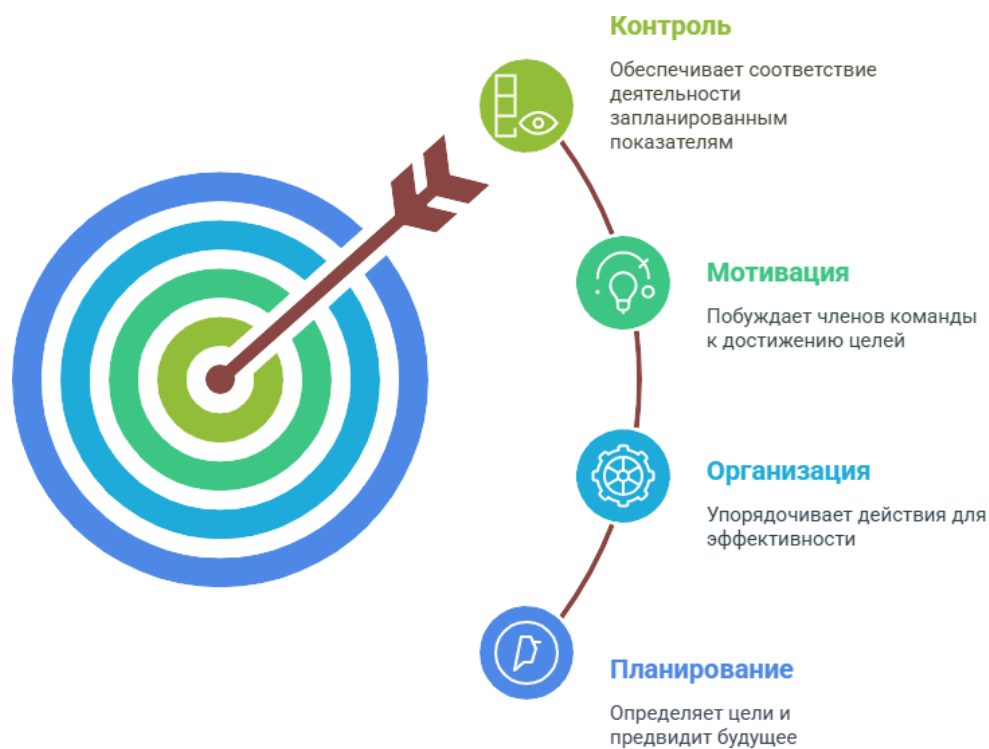 Контроль
Обеспечивает соответствие
деятельности
запланированным
показателям
Мотивация
Побуждает членов команды
к достижению целей
Организация
Упорядочивает действия для
эффективности
Планирование
Определяет цели и
предвидит будущее